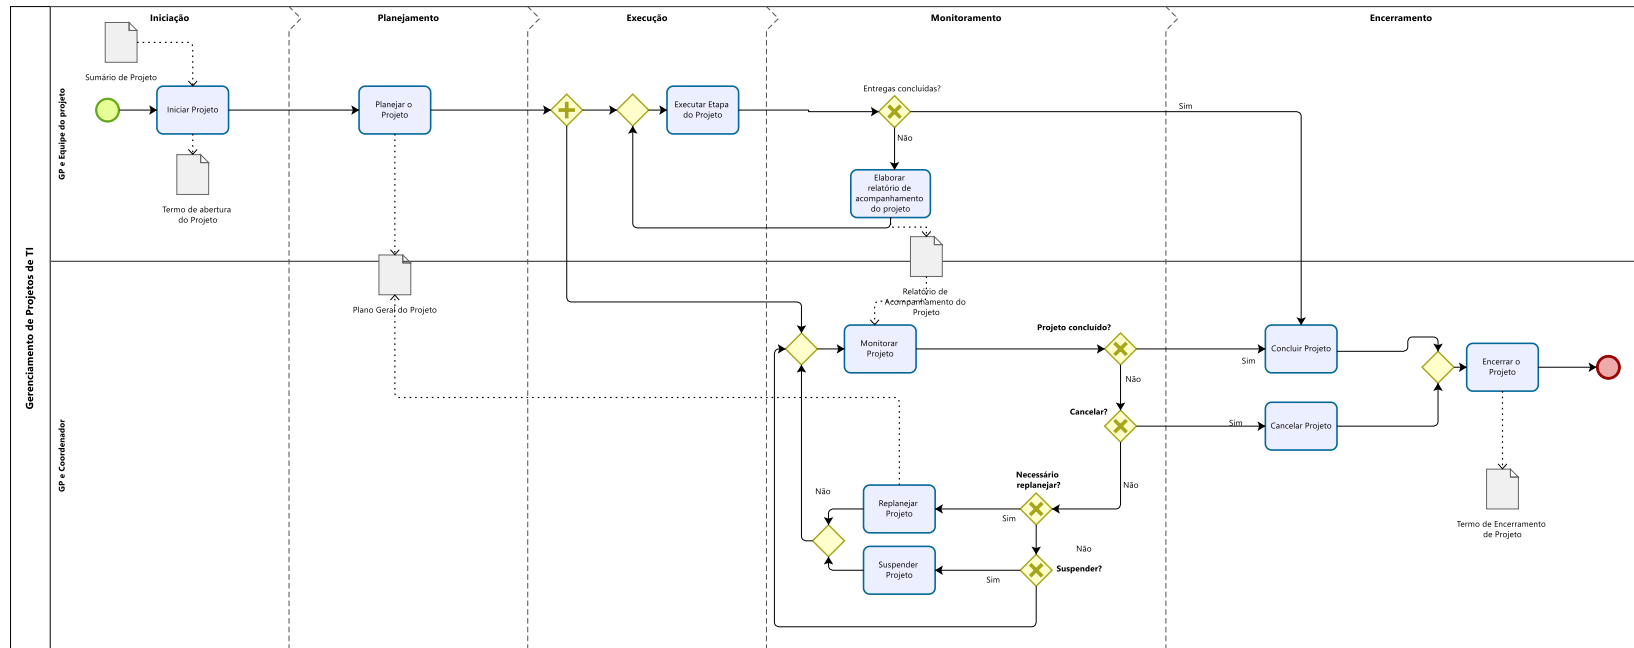 Iniciação
Planejamento
Execução
Monitoramento
Encerramento
Gerenciamento de Projetos de TI
GP e Equipe do projeto
Sumário de Projeto
Iniciar Projeto
Termo de abertura
do Projeto
Planejar o
Projeto
Executar Etapa
do Projeto
Entregas concluídas?
Sim
Não
Elaborar
relatório de
acompanhamento
do projeto
Relatório de
Acompanhamento do
Projeto
Plano Geral do Projeto
GP e Coordenador
Monitorar
Projeto
Projeto concluído?
Sim
Não
Concluir Projeto
Cancelar?
Sim
Não
Cancelar Projeto
Encerrar o
Projeto
Termo de Encerramento
de Projeto
Necessário
replanejar?
Sim
Não
Replanejar
Projeto
Não
Suspender?
Sim
Suspender
Projeto